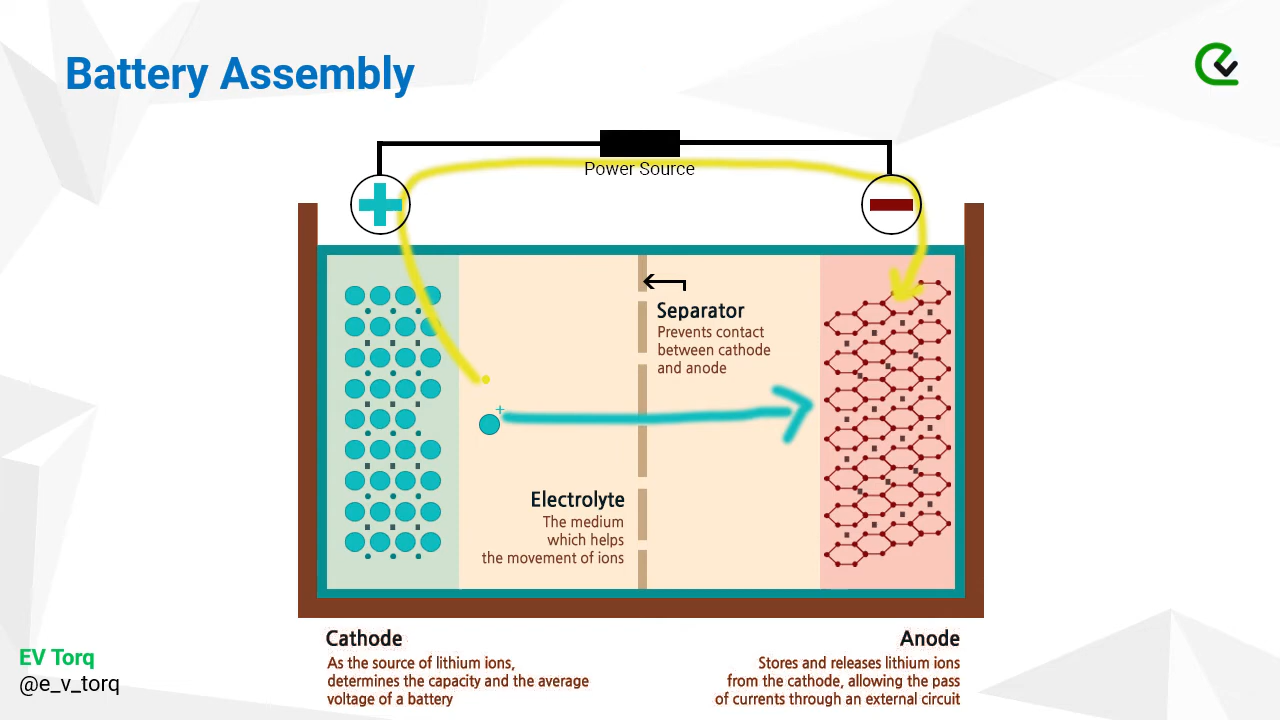 Battery Assembly
Power Source
Separator
Prevents contact
between cathode
and anode
+
Electrolyte
The medium
which helps
the movement of ions
Cathode
As the source of lithium ions,
determines the capacity and the average
voltage of a battery
Anode
Stores and releases lithium ions
from the cathode, allowing the pass
of currents through an external circuit
EV Torq
@e_v_torq